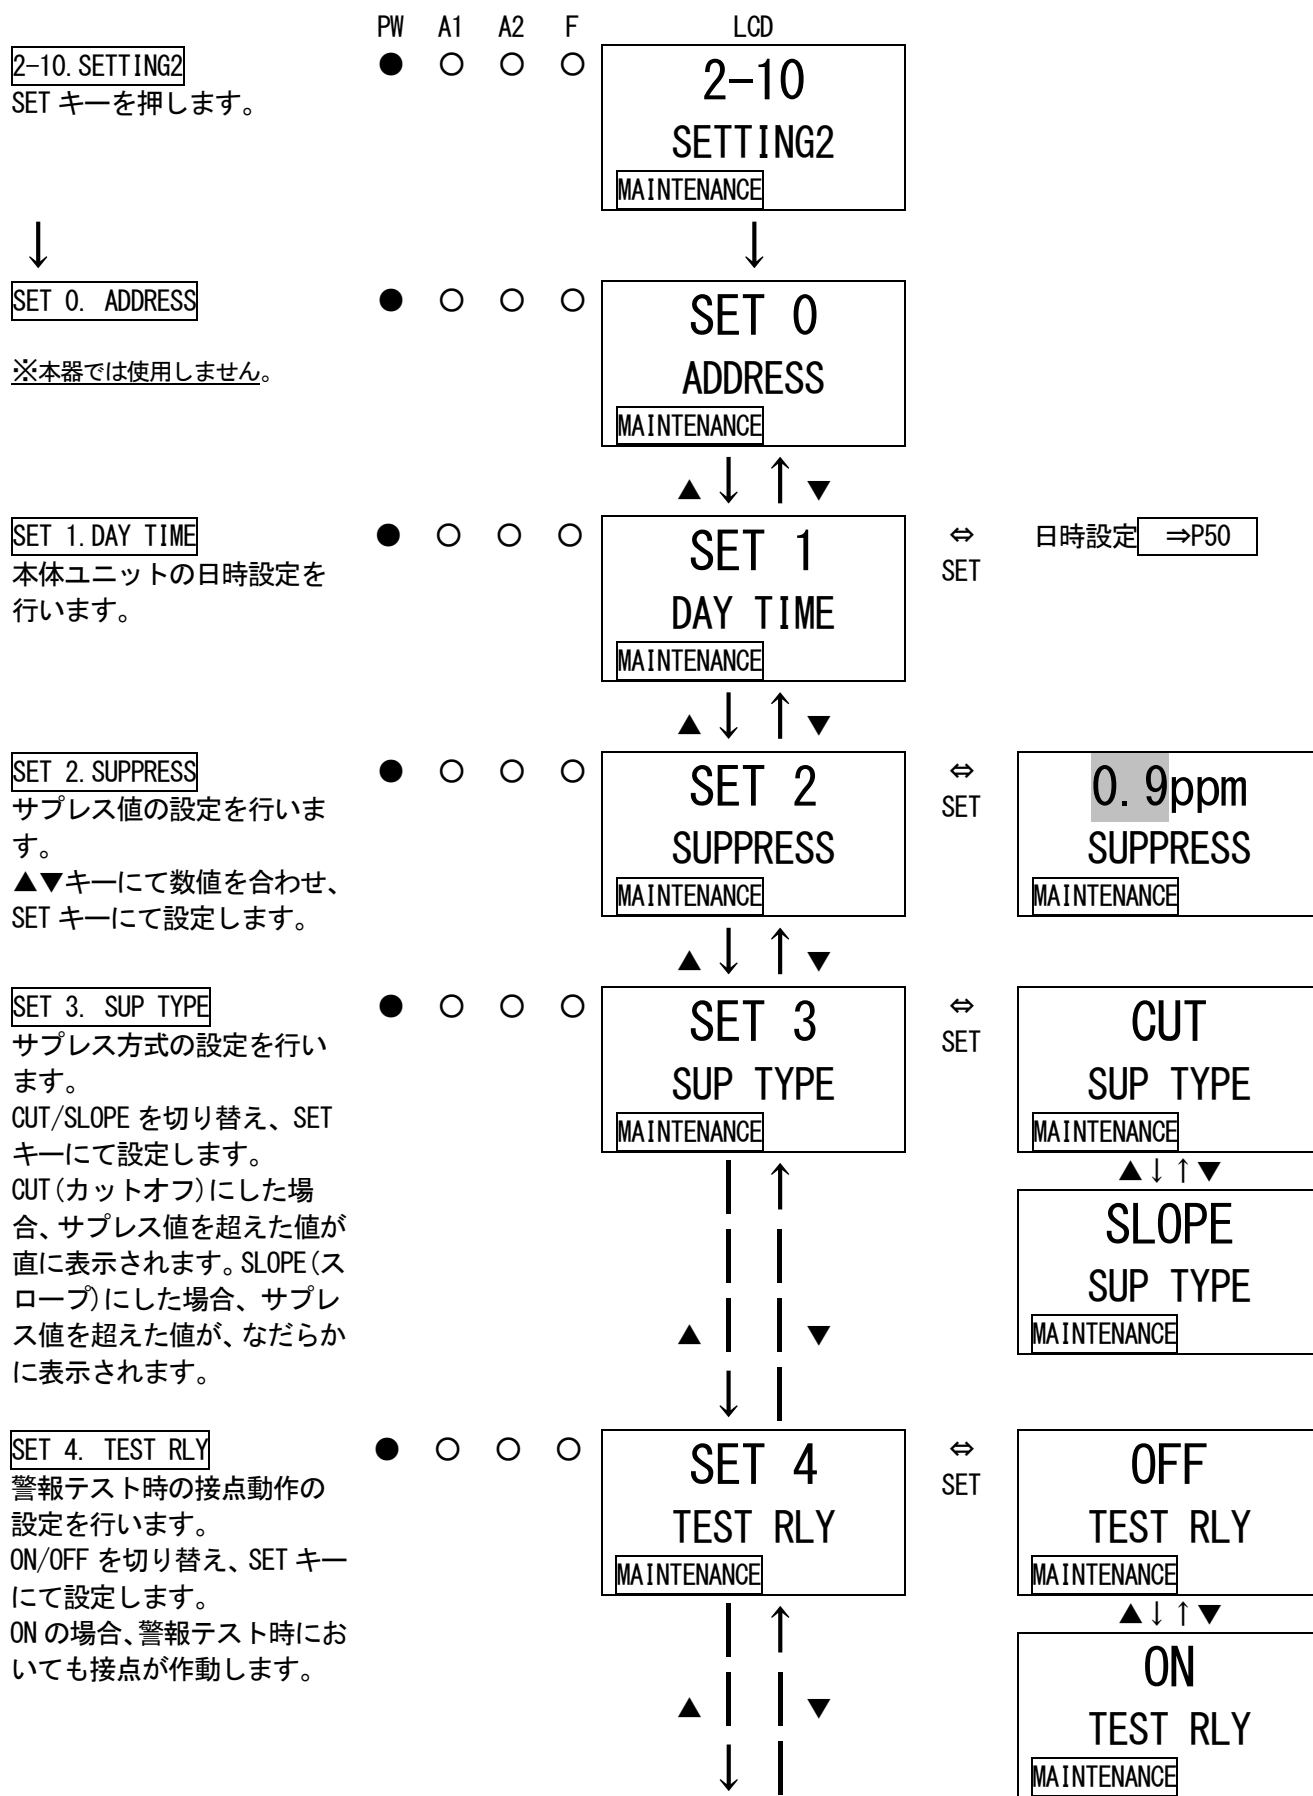 PW A1 A2 F LCD
2-10.SETTING2 ● ○ ○ ○
SET キーを押します。
2-10
SETTING2
MAINTENANCE
↓ ↓
SET 0. ADDRESS ● ○ ○ ○
※本器では使用しません。
SET 0
ADDRESS
MAINTENANCE
▲↓ ↑▼
SET 1.DAY TIME ● ○ ○ ○
本体ユニットの日時設定を
行います。
SET 1
DAY TIME
MAINTENANCE
⇔
SET
日時設定 ⇒P50
▲↓ ↑▼
SET 2.SUPPRESS ● ○ ○ ○
サプレス値の設定を行いま
す。
▲▼キーにて数値を合わせ、
SET キーにて設定します。
SET 2
SUPPRESS
MAINTENANCE
⇔
SET
0.9ppm
SUPPRESS
MAINTENANCE
▲↓ ↑▼
SET 3. SUP TYPE ● ○ ○ ○
サプレス方式の設定を行い
ます。
CUT/SLOPE を切り替え、SET
キーにて設定します。
CUT(カットオフ)にした場
合、サプレス値を超えた値が
直に表示されます。SLOPE(ス
ロープ)にした場合、サプレ
ス値を超えた値が、なだらか
に表示されます。
SET 3
SUP TYPE
MAINTENANCE
⇔
SET
CUT
SUP TYPE
MAINTENANCE
▲↓↑▼
SLOPE
SUP TYPE
MAINTENANCE
▲↓ ↑▼
SET 4. TEST RLY ● ○ ○ ○
警報テスト時の接点動作の
設定を行います。
ON/OFF を切り替え、SET キー
にて設定します。
ON の場合、警報テスト時にお
いても接点が作動します。
SET 4
TEST RLY
MAINTENANCE
⇔
SET
OFF
TEST RLY
MAINTENANCE
▲↓↑▼
ON
TEST RLY
MAINTENANCE
▲↓ ↑▼